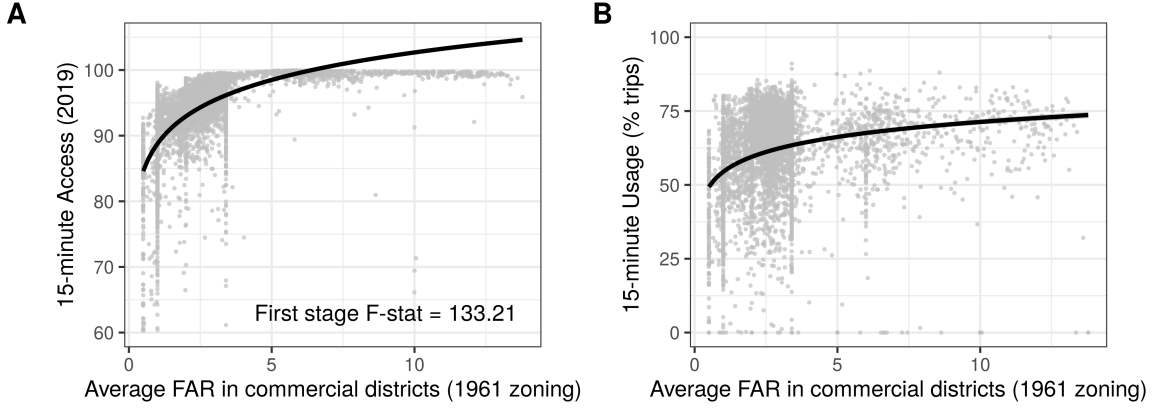 A
15-minute Access (2019)
100
90
80
70
60
First stage F-stat = 133.21
0 5 10
Average FAR in commercial districts (1961 zoning)
B
15-minute Usage (% trips)
100
75
50
25
0
0 5 10
Average FAR in commercial districts (1961 zoning)